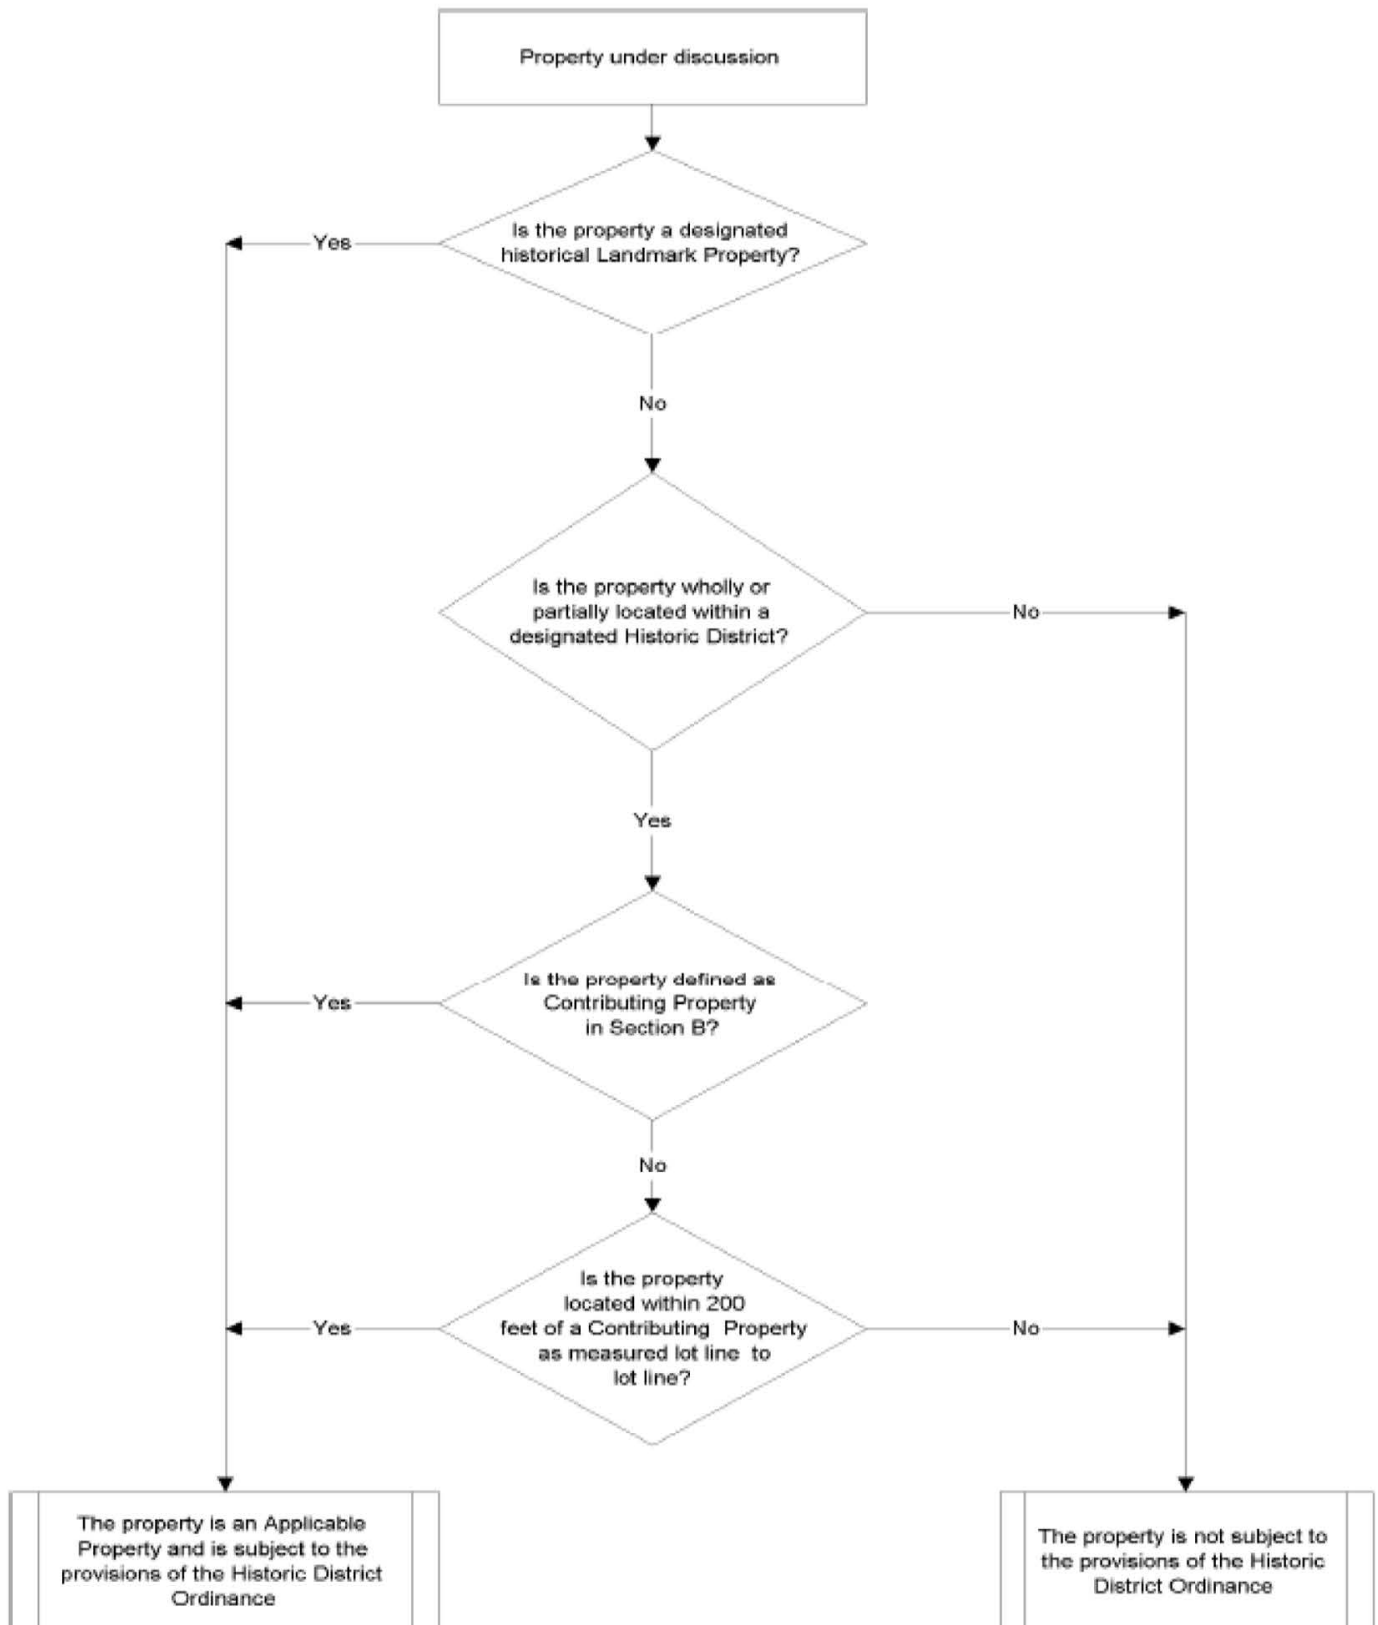 Property under discussion
Is the property a designated
historical Landmark Property?
Yes
No
Is the property wholly or
partially located within a
designated Historic District?
No
Yes
Is the property defined as
Contributing Property
in Section B?
Yes
No
Is the property
located within 200
feet of a Contributing Property
as measured lot line to
lot line?
Yes
No
The property is an Applicable
Property and is subject to the
provisions of the Historic District
Ordinance
The property is not subject to
the provisions of the Historic
District Ordinance